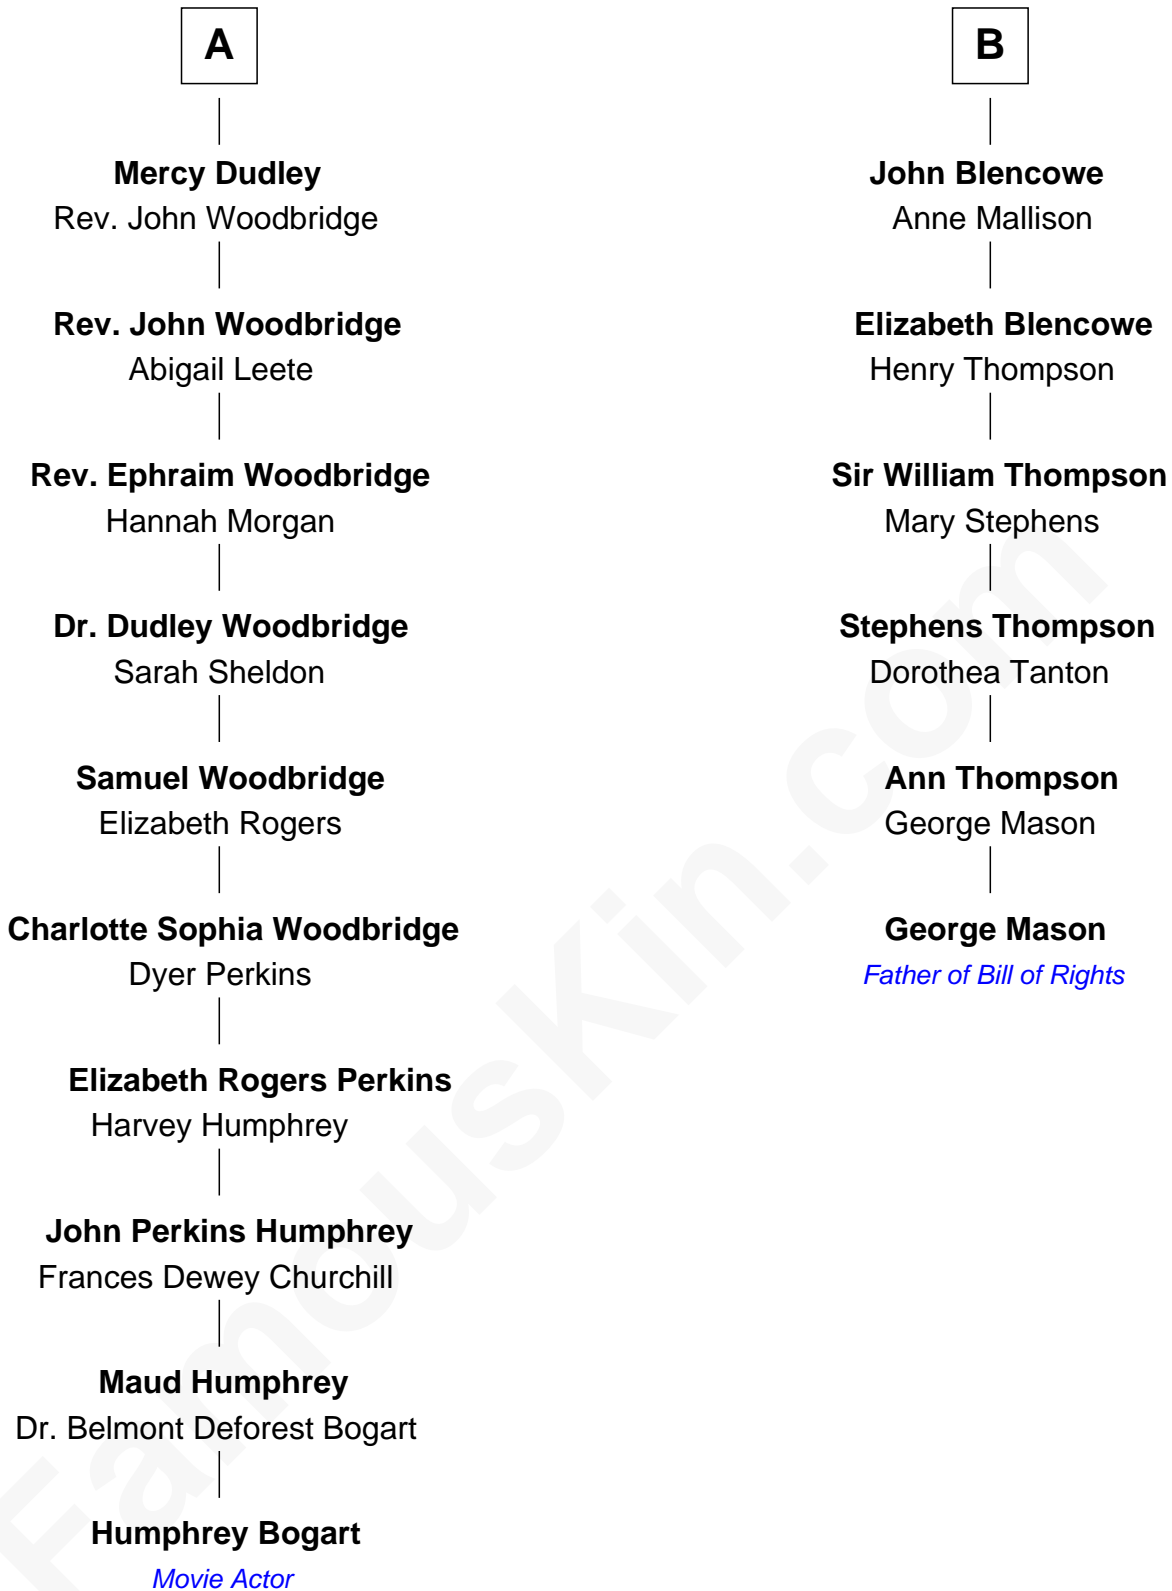 A
Mercy Dudley
Rev. John Woodbridge
Rev. John Woodbridge
Abigail Leete
Rev. Ephraim Woodbridge
Hannah Morgan
Dr. Dudley Woodbridge
Sarah Sheldon
Samuel Woodbridge
Elizabeth Rogers
Charlotte Sophia Woodbridge
Dyer Perkins
Elizabeth Rogers Perkins
Harvey Humphrey
John Perkins Humphrey
Frances Dewey Churchill
Maud Humphrey
Dr. Belmont Deforest Bogart
Humphrey Bogart
Movie Actor
B
John Blencowe
Anne Mallison
Elizabeth Blencowe
Henry Thompson
Sir William Thompson
Mary Stephens
Stephens Thompson
Dorothea Tanton
Ann Thompson
George Mason
George Mason
Father of Bill of Rights
FamousKin.com